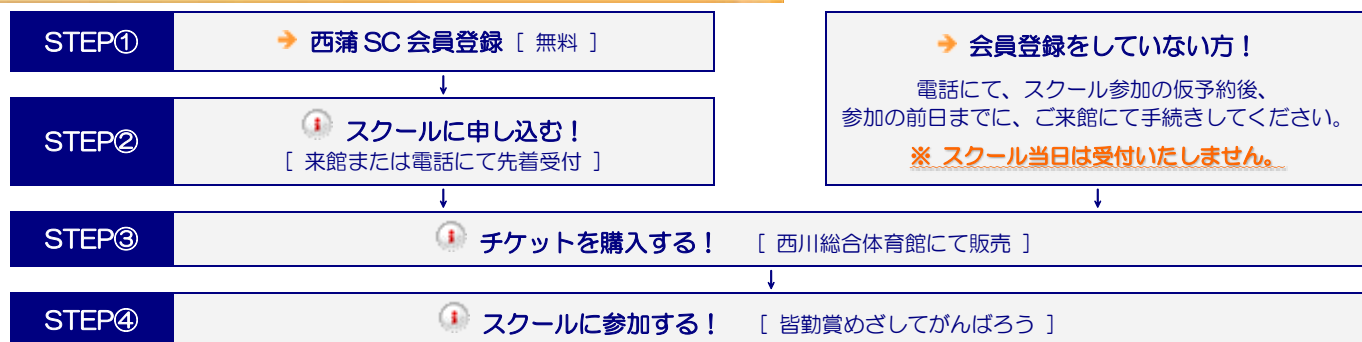 STEP①
西蒲 SC 会員登録 [ 無料 ]
STEP②
スクールに申し込む！
[ 来館または電話にて先着受付 ]
会員登録をしていない方！
電話にて、スクール参加の仮予約後、
参加の前日までに、ご来館にて手続きしてください。
※ スクール当日は受付いたしません。
STEP③
チケットを購入する！ [ 西川総合体育館にて販売 ]
STEP④
スクールに参加する！ [ 皆勤賞めざしてがんばろう ]